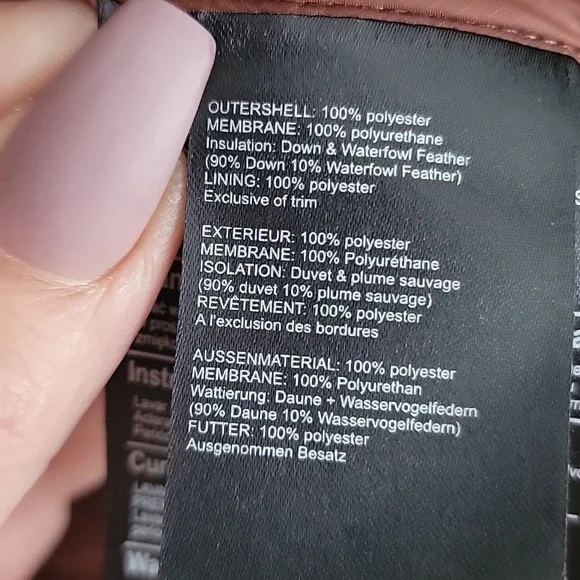 OUTERSHELL: 100% polyester
MEMBRANE: 100% polyurethane
Insulation: Down & Waterfowl Feather
(90% Down 10% Waterfowl Feather)
LINING: 100% polyester
Exclusive of trim
EXTERIEUR: 100% polyester
MEMBRANE: 100% Polyuréthane
ISOLATION: Duvet & plume sauvage
(90% duvet 10% plume sauvage)
REVÊTEMENT: 100% polyester
A l'exclusion des bordures
AUSSENMATERIAL: 100% polyester
MEMBRANE: 100% Polyurethan
Wattierung: Daune + Wasservogelfedern
(90% Daune 10% Wasservogelfedern)
FUTTER: 100% polyester
Ausgenommen Besatz